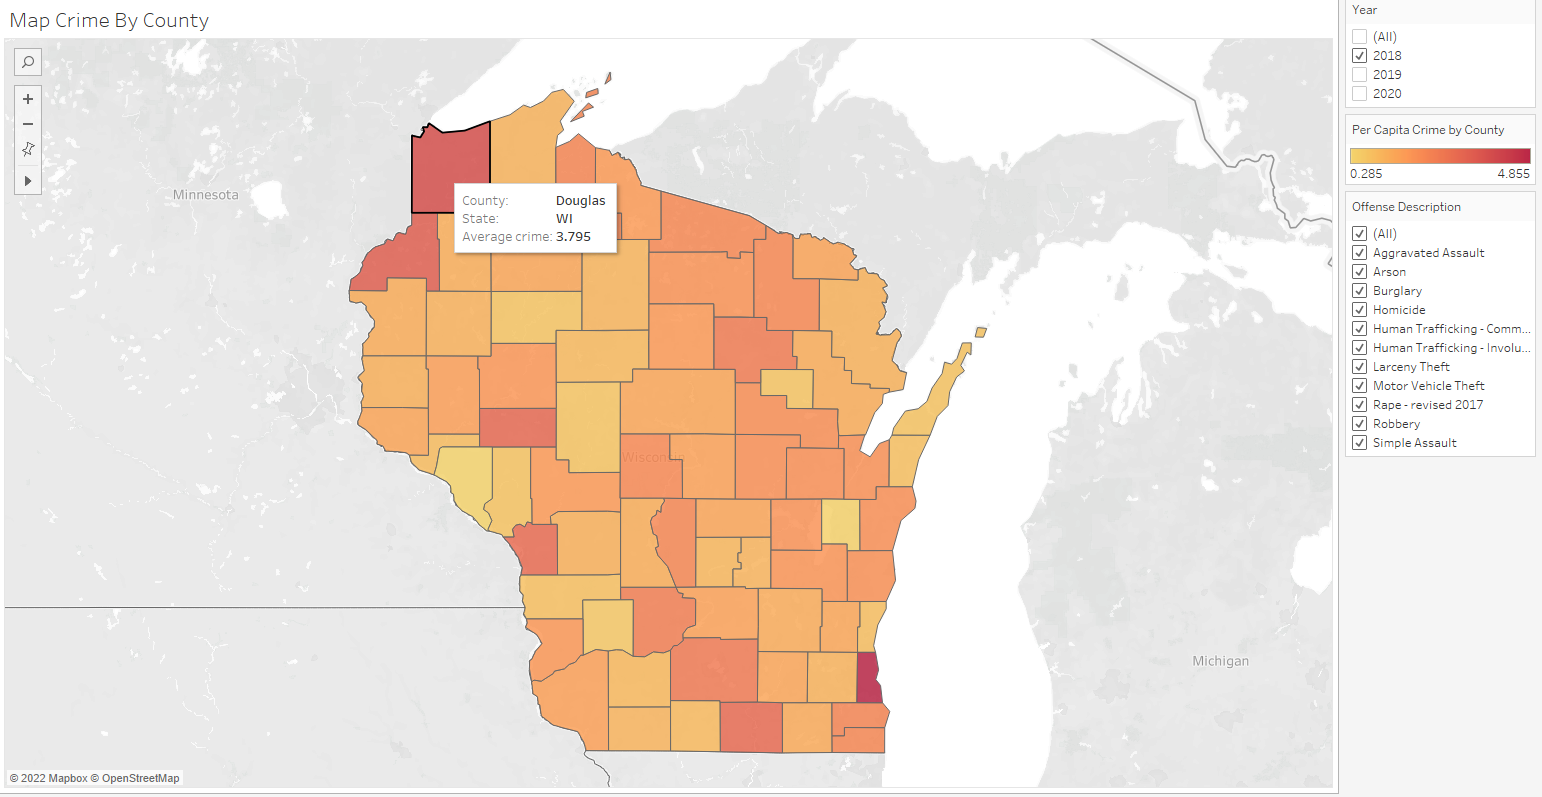 Map Crime By County
Minnesota
County: Douglas
State: WI
Average crime: 3.795
Michigan
© 2022 Mapbox © OpenStreetMap
Year
(All)
2018
2019
2020
Per Capita Crime by County
0.285 4.855
Offense Description
(All)
Aggravated Assault
Arson
Burglary
Homicide
Human Trafficking - Comm...
Human Trafficking - Involu...
Larceny Theft
Motor Vehicle Theft
Rape - revised 2017
Robbery
Simple Assault